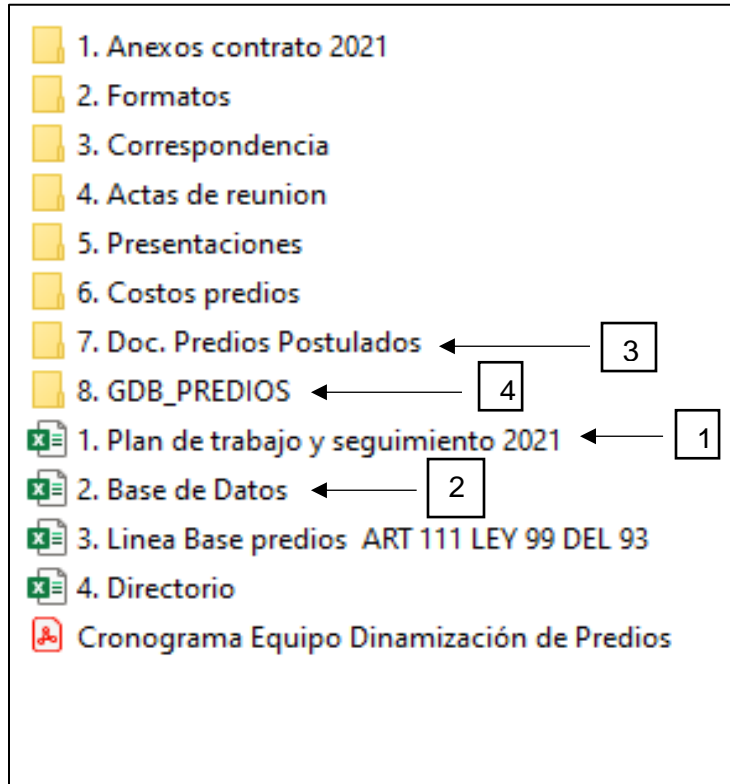 1. Anexos contrato 2021
2. Formatos
3. Correspondencia
4. Actas de reunion
5. Presentaciones
6. Costos predios
7. Doc. Predios Postulados 3
8. GDB_PREDIOS 4
1. Plan de trabajo y seguimiento 2021 1
2. Base de Datos 2
3. Linea Base predios  ART 111 LEY 99 DEL 93
4. Directorio
Cronograma Equipo Dinamización de Predios